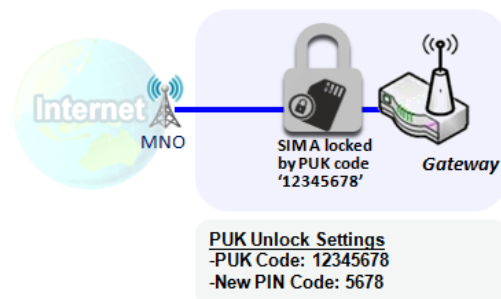 Internet
MNO
SIM A locked
by PUK code
'12345678'
Gateway
PUK Unlock Settings
-PUK Code: 12345678
-New PIN Code: 5678